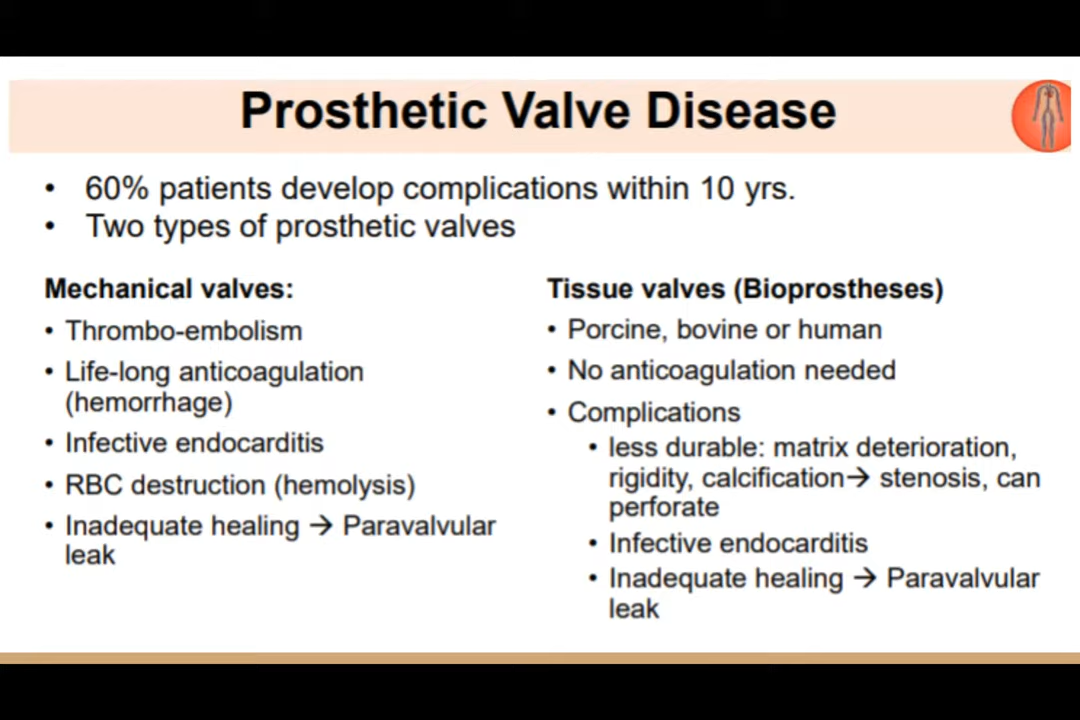 Prosthetic Valve Disease
• 60% patients develop complications within 10 yrs.
• Two types of prosthetic valves
Mechanical valves:
• Thrombo-embolism
• Life-long anticoagulation
(hemorrhage)
• Infective endocarditis
• RBC destruction (hemolysis)
• Inadequate healing → Paravalvular
leak
Tissue valves (Bioprostheses)
• Porcine, bovine or human
• No anticoagulation needed
• Complications
• less durable: matrix deterioration,
rigidity, calcification→ stenosis, can
perforate
• Infective endocarditis
• Inadequate healing → Paravalvular
leak